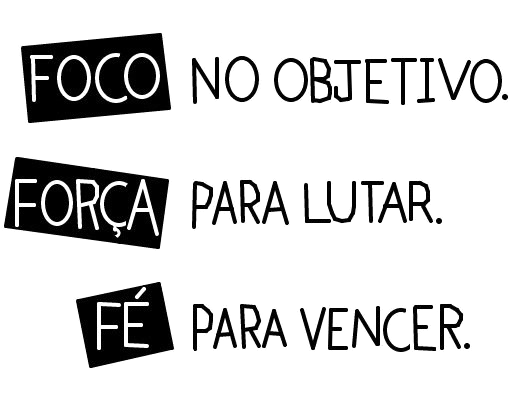 FOCO NO OBJETIVO.
FORÇA PARA LUTAR.
FÉ PARA VENCER.